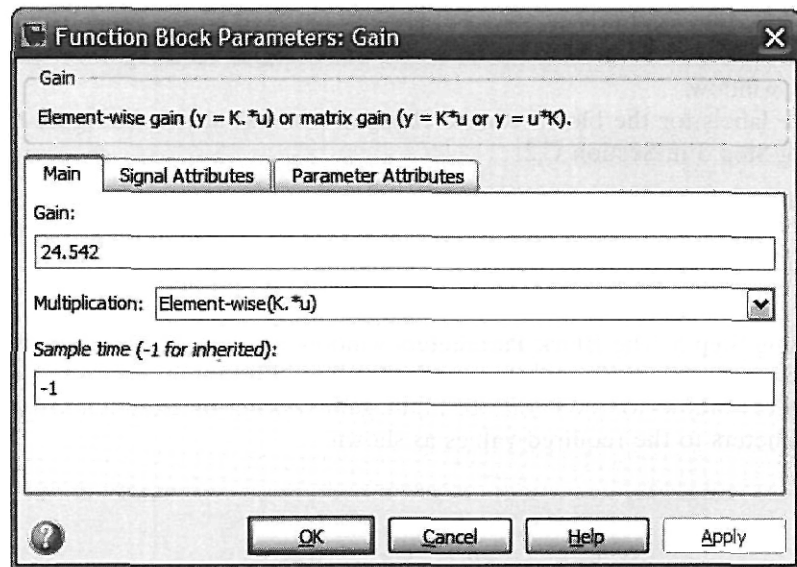 Function Block Parameters: Gain
Gain
Element-wise gain (y = K.*u) or matrix gain (y = K*u or y = u*K).
Main Signal Attributes Parameter Attributes
Gain:
24.542
Multiplication: Element-wise(K.*u)
Sample time (-1 for inherited):
-1
OK Cancel Help Apply